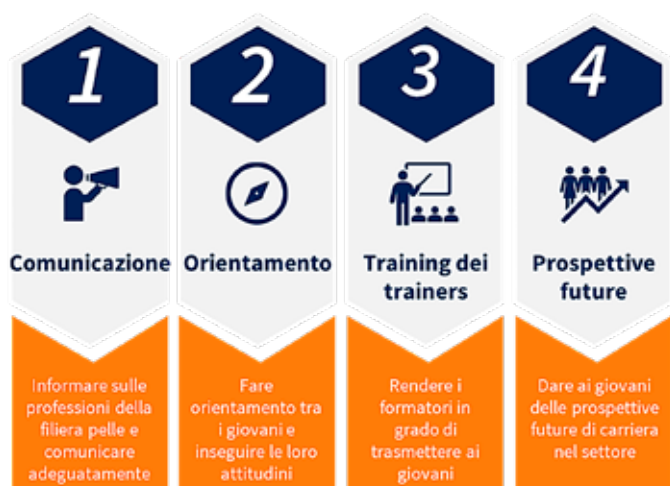 1
Comunicazione
Informare sulle
professioni della
filiera pelle e
comunicare
adeguatamente
2
Orientamento
Fare
orientamento tra
i giovani e
inseguire le loro
attitudini
3
Training dei
trainers
Rendere i
formatori in
grado di
trasmettere ai
giovani
4
Prospettive
future
Dare ai giovani
delle prospettive
future di carriera
nel settore